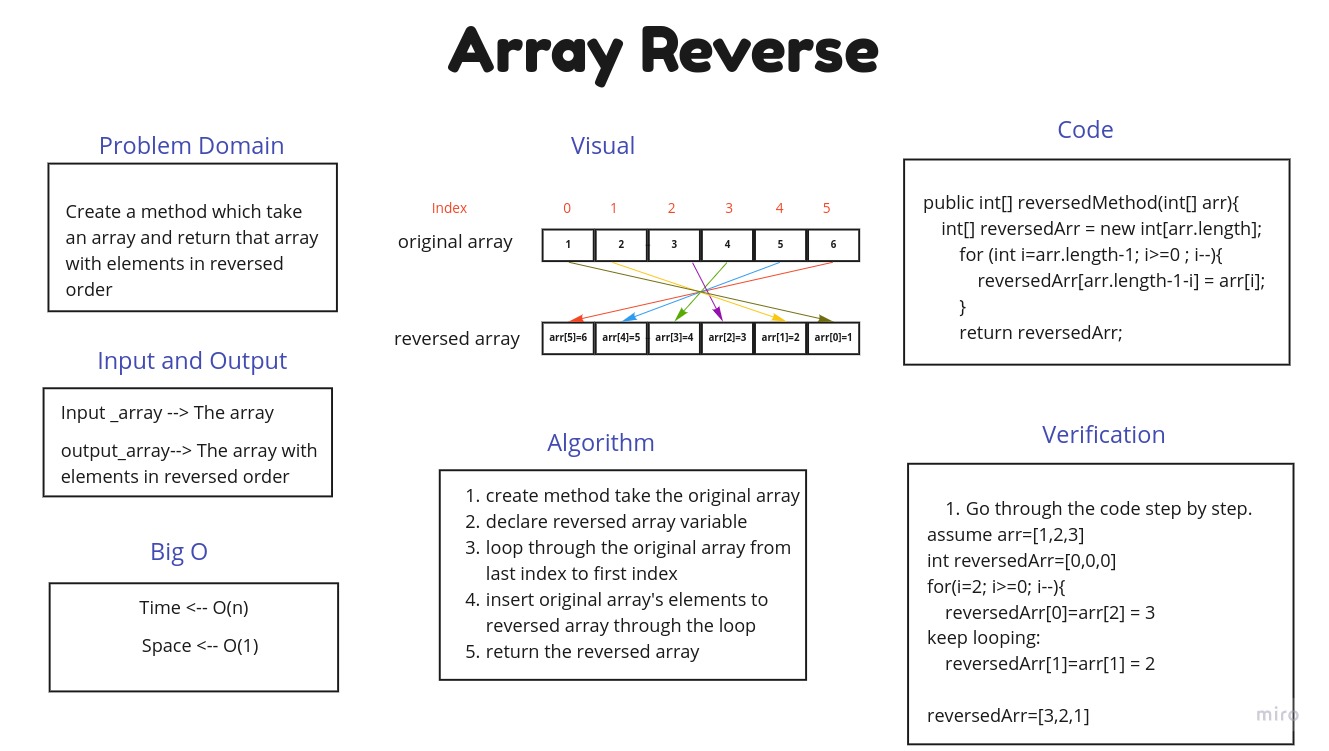 Array Reverse
Problem Domain
Create a method which take
an array and return that array
with elements in reversed
order
Input and Output
Input _array --> The array
output_array--> The array with
elements in reversed order
Big O
Time <-- O(n)
Space <-- O(1)
Visual
Index 0 1 2 3 4 5
original array 1 2 3 4 5 6
reversed array arr[5]=6 arr[4]=5 arr[3]=4 arr[2]=3 arr[1]=2 arr[0]=1
Algorithm
1. create method take the original array
2. declare reversed array variable
3. loop through the original array from
last index to first index
4. insert original array's elements to
reversed array through the loop
5. return the reversed array
Code
public int[] reversedMethod(int[] arr){
int[] reversedArr = new int[arr.length];
for (int i=arr.length-1; i>=0 ; i--){
reversedArr[arr.length-1-i] = arr[i];
}
return reversedArr;
Verification
1. Go through the code step by step.
assume arr=[1,2,3]
int reversedArr=[0,0,0]
for(i=2; i>=0; i--){
reversedArr[0]=arr[2] = 3
keep looping:
reversedArr[1]=arr[1] = 2
reversedArr=[3,2,1]
miro